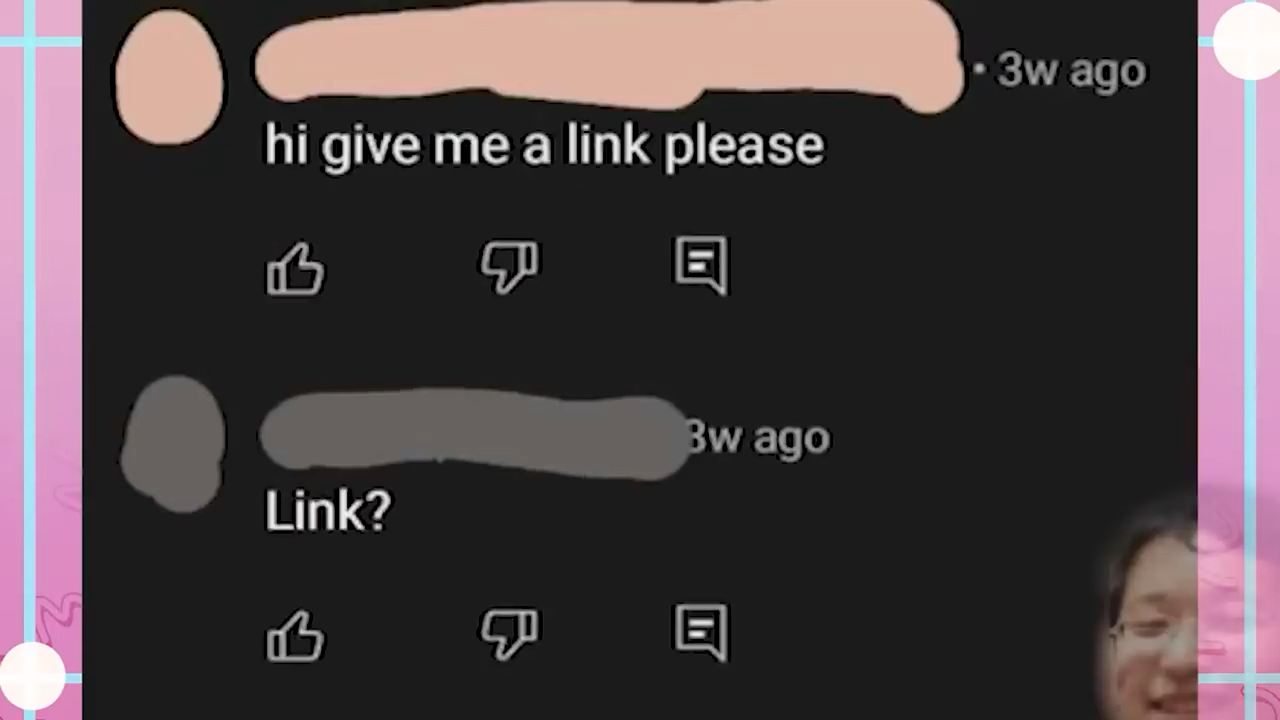 • 3w ago
hi give me a link please
3w ago
Link?